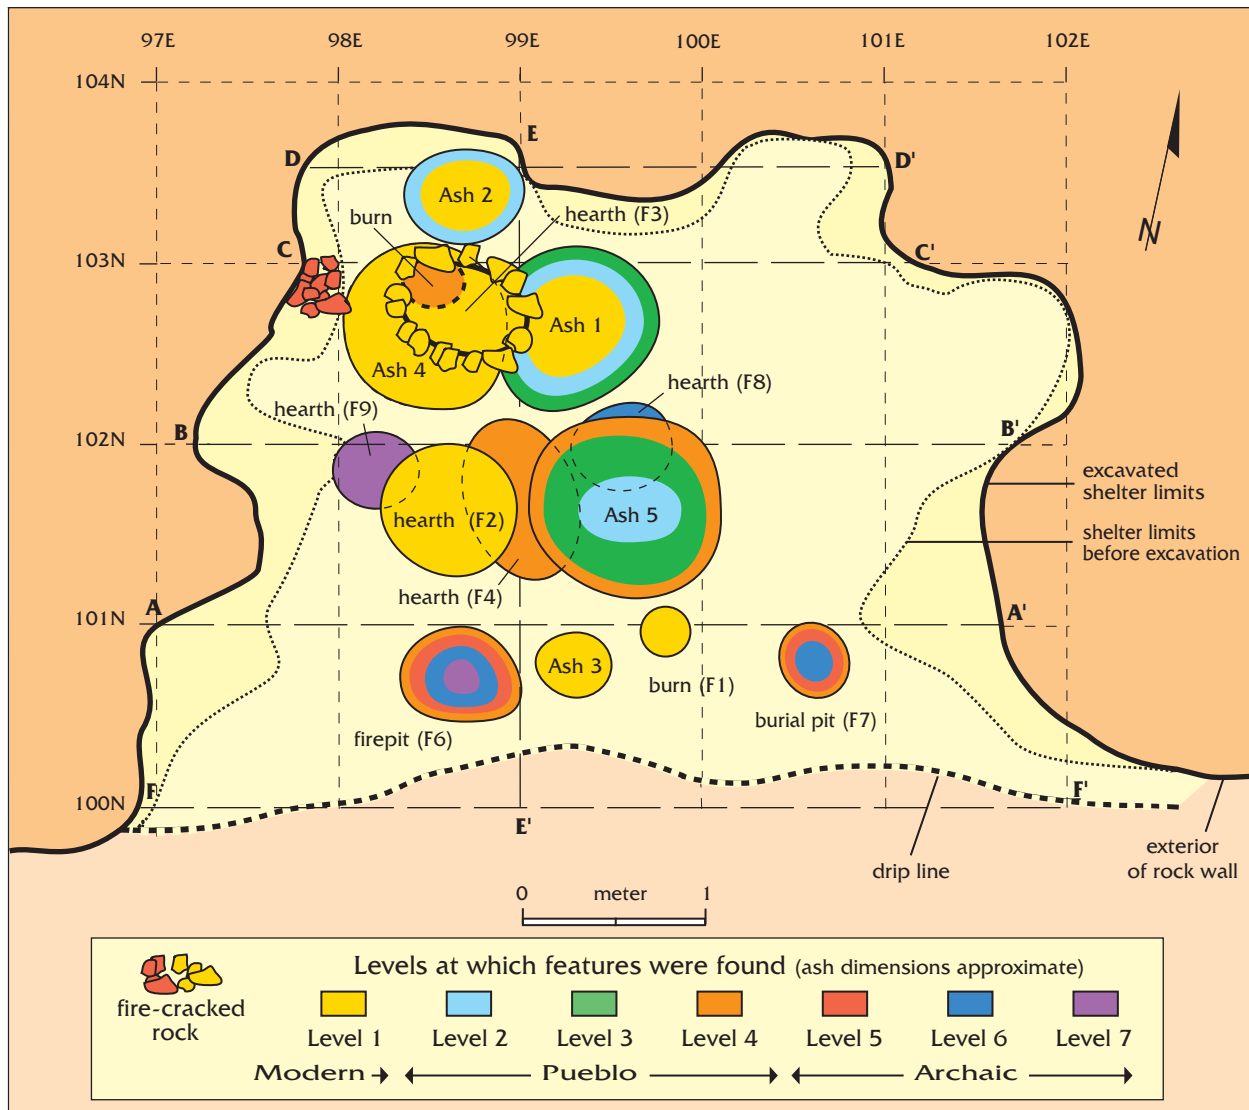 97E 98E 99E 100E 101E 102E
104N
E
D D'
Ash 2
burn
hearth (F3)
N
C C'
103N
Ash 1
Ash 4
hearth (F8)
hearth (F9)
102N
B B'
excavated
shelter limits
hearth (F2)
Ash 5
shelter limits
before excavation
hearth (F4)
A A'
101N
Ash 3
burn (F1)
burial pit (F7)
firepit (F6)
F F'
100N
E'
exterior
of rock wall
drip line
0 meter 1
Levels at which features were found (ash dimensions approximate)
fire-cracked
rock
Level 1 Level 2 Level 3 Level 4 Level 5 Level 6 Level 7
Modern Pueblo Archaic